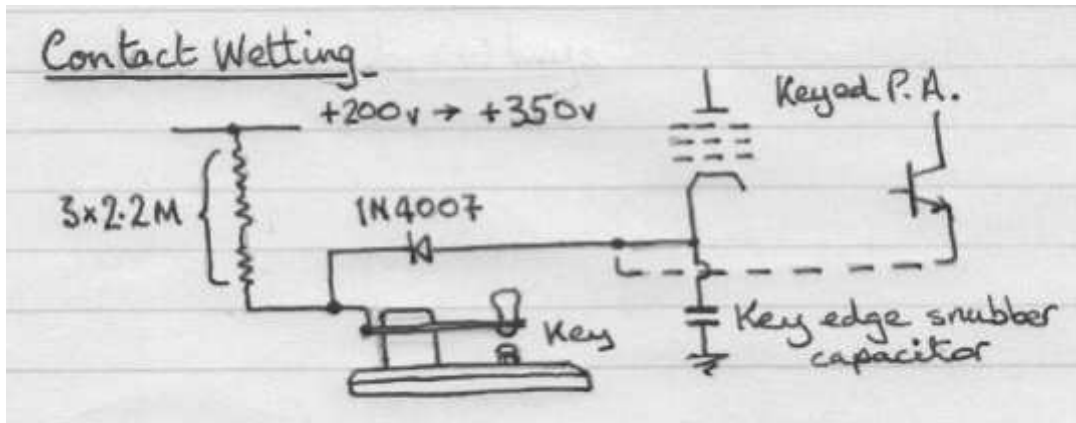 Contact Wetting
+200v → +350v
Keyed P.A.
3x2.2M
1N4007
Key
Key edge snubber
capacitor